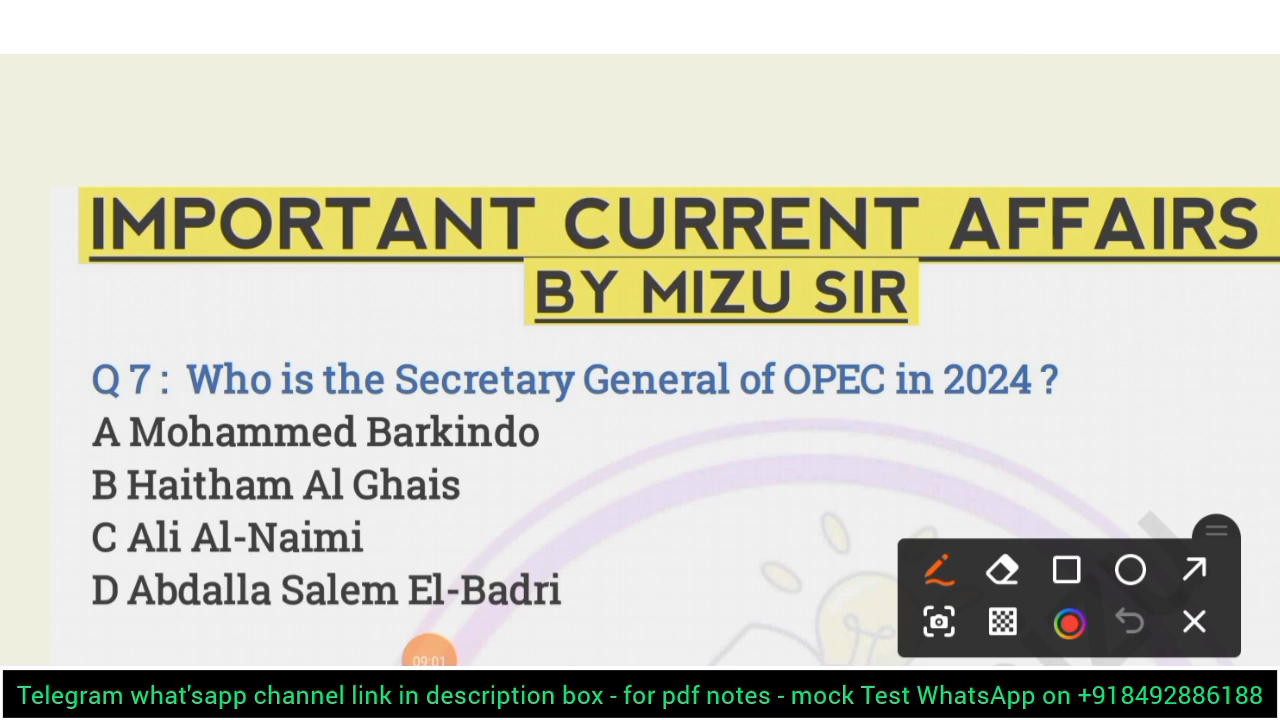 IMPORTANT CURRENT AFFAIRS
BY MIZU SIR
Q 7 : Who is the Secretary General of OPEC in 2024 ?
A Mohammed Barkindo
B Haitham Al Ghais
C Ali Al-Naimi
D Abdalla Salem El-Badri
09:01
Telegram what'sapp channel link in description box - for pdf notes - mock Test WhatsApp on +918492886188